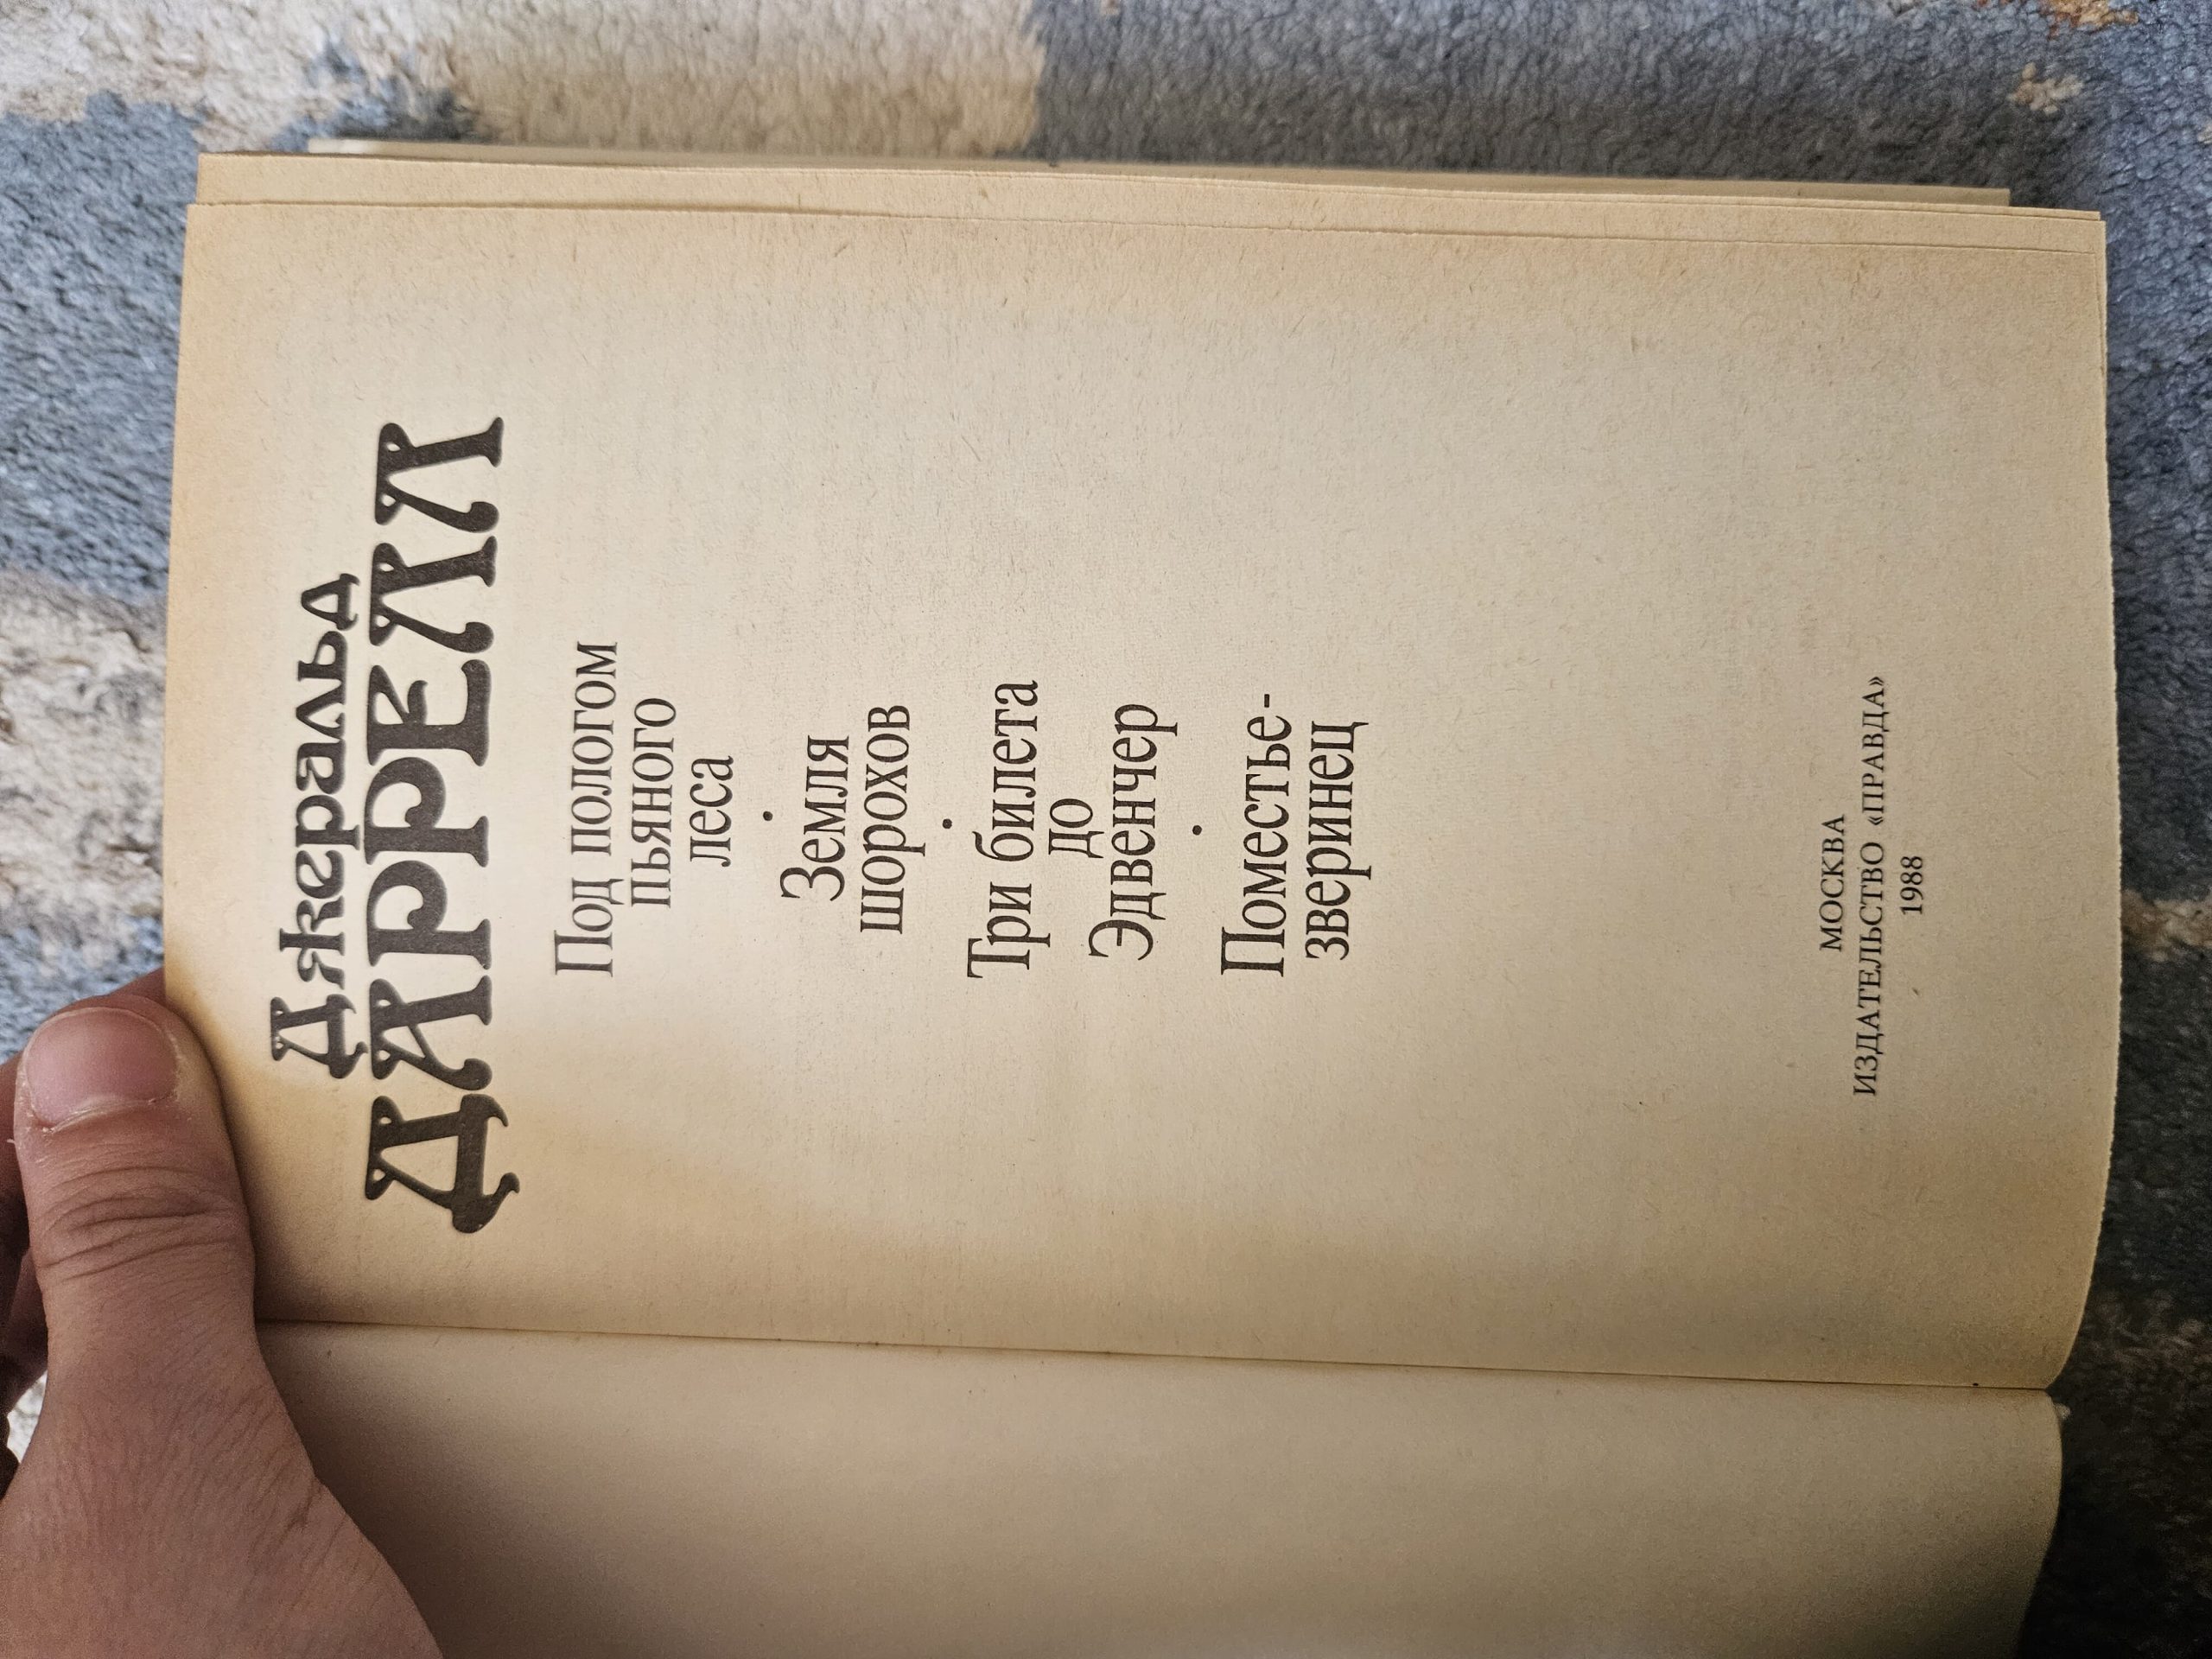 Джеральд
ДАРРЕЛЛ
Под пологом
пьяного
леса
•
Земля
шорохов
•
Три билета
до
Эдвенчер
•
Поместье-
зверинец
МОСКВА
ИЗДАТЕЛЬСТВО «ПРАВДА»
1988